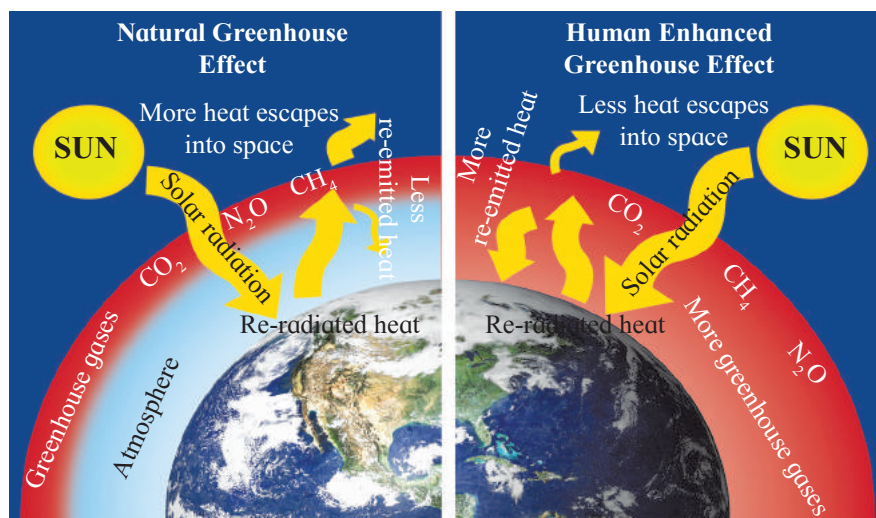 Natural Greenhouse
Effect
SUN
More heat escapes
into space
Solar radiation
Greenhouse gases
CO₂
N₂O
CH₄
Less
re-emitted heat
Re-radiated heat
Atmosphere
Human Enhanced
Greenhouse Effect
More
re-emitted heat
Less heat escapes
into space
SUN
Solar radiation
CO₂
CH₄
N₂O
Re-radiated heat
More greenhouse gases